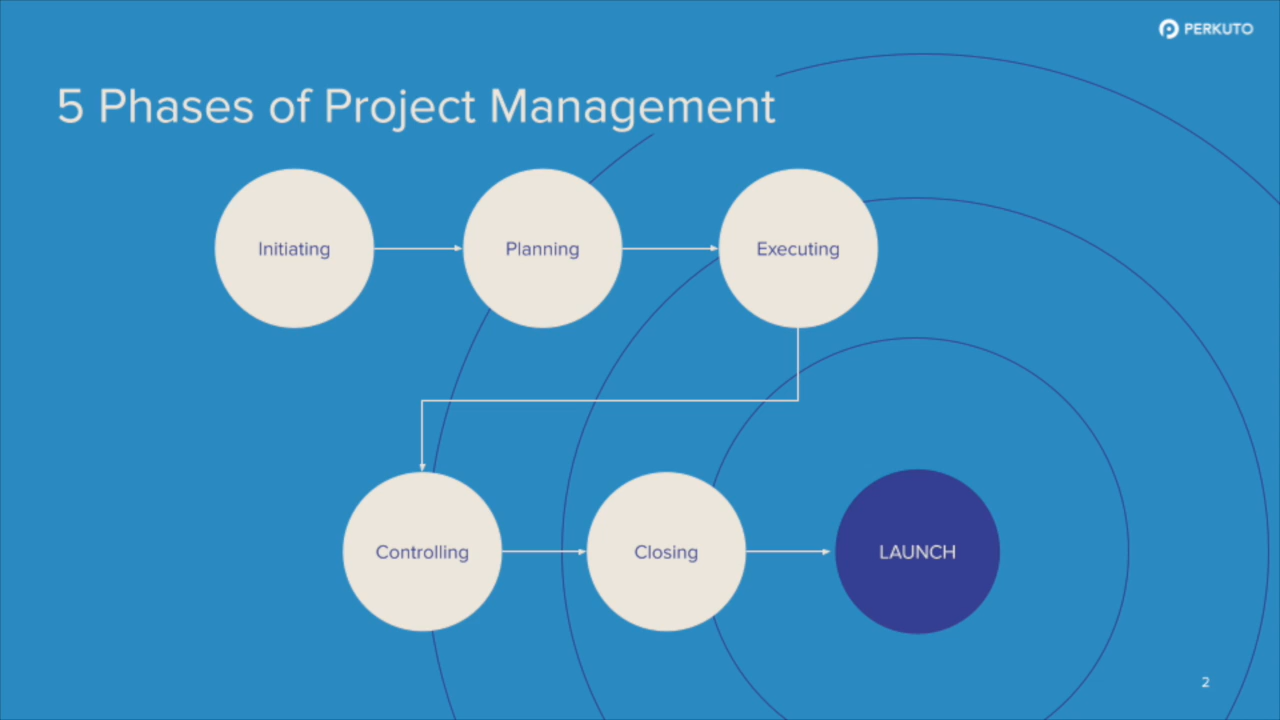 PERKUTO
5 Phases of Project Management
Initiating
Planning
Executing
Controlling
Closing
LAUNCH
2